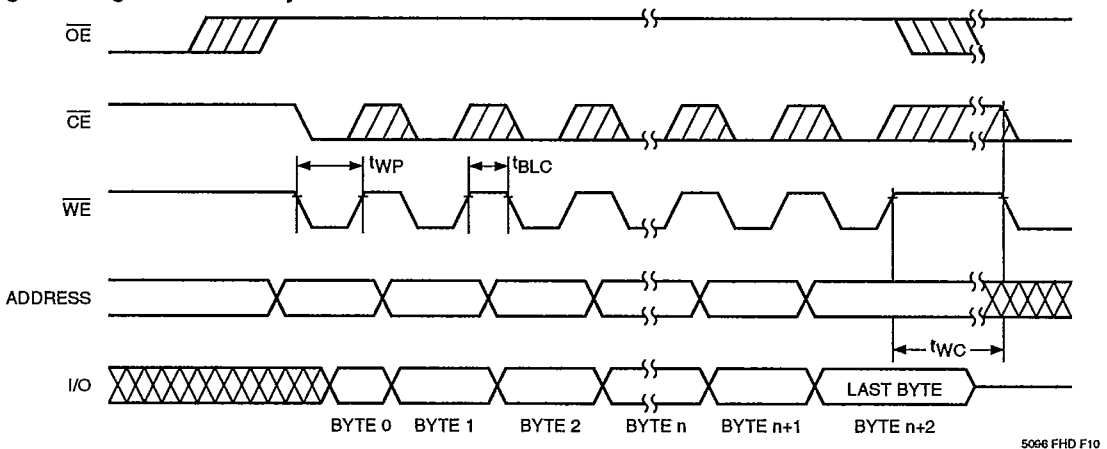 OE
CE
tWP
tBLC
WE
ADDRESS
tWC
I/O
LAST BYTE
BYTE 0 BYTE 1 BYTE 2 BYTE n BYTE n+1 BYTE n+2
5096 FHD F10